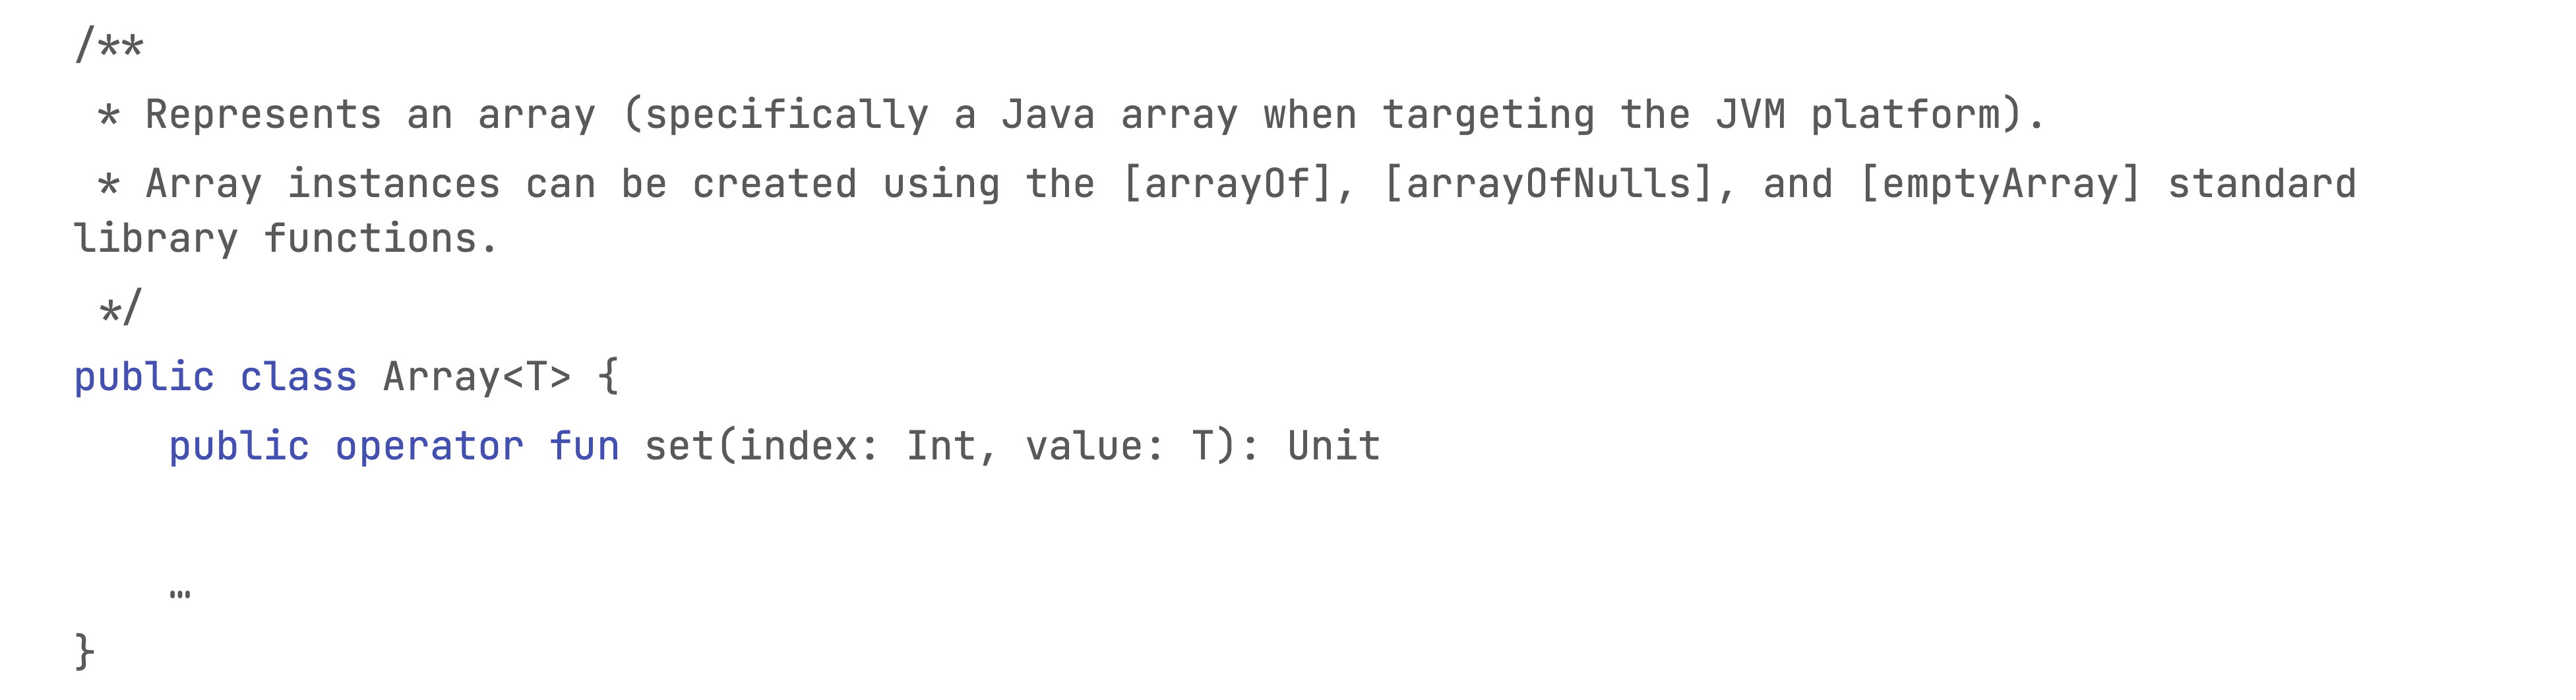 /**
 * Represents an array (specifically a Java array when targeting the JVM platform).
 * Array instances can be created using the [arrayOf], [arrayOfNulls], and [emptyArray] standard
library functions.
 */
public class Array<T> {
    public operator fun set(index: Int, value: T): Unit
    …
}